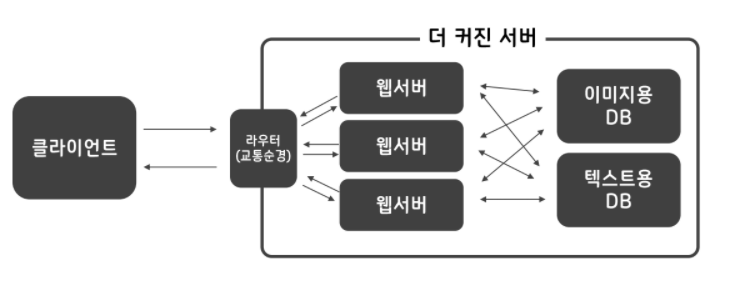 더 커진 서버
클라이언트
라우터
(교통순경)
웹서버
웹서버
웹서버
이미지용
DB
텍스트용
DB